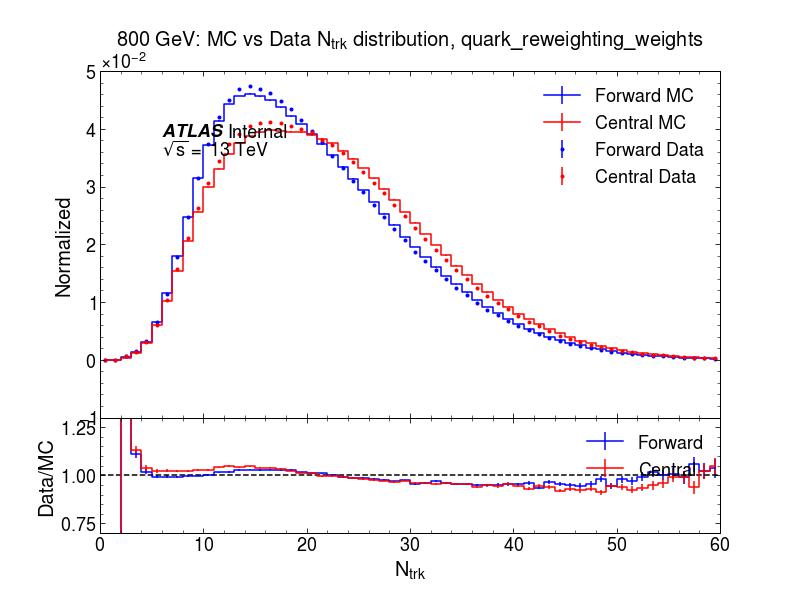 800 GeV: MC vs Data Ntrk distribution, quark_reweighting_weights
×10−2
5
4
3
2
1
0
−1
Normalized
ATLAS Internal
√s = 13 TeV
Forward MC
Central MC
Forward Data
Central Data
1.25
1.00
0.75
Data/MC
Forward
Central
0 10 20 30 40 50 60
Ntrk